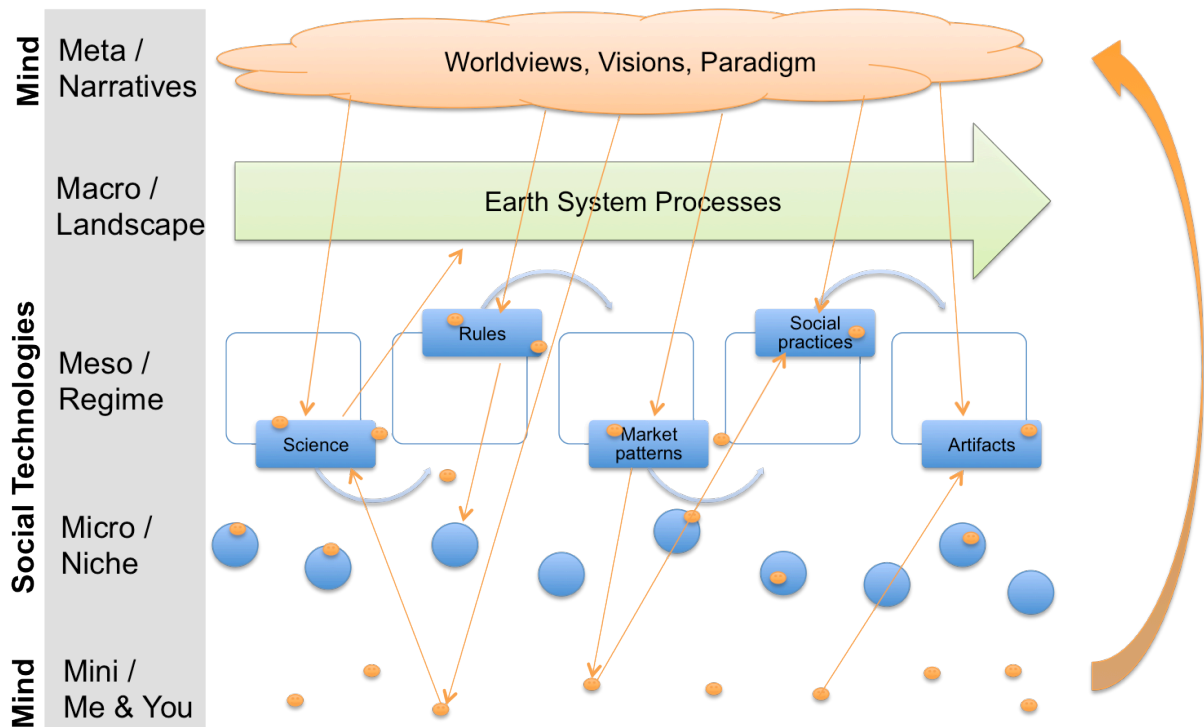 Mind
Meta /
Narratives
Worldviews, Visions, Paradigm
Macro /
Landscape
Earth System Processes
Social Technologies
Meso /
Regime
Rules
Social
practices
Science
Market
patterns
Artifacts
Micro /
Niche
Mind
Mini /
Me & You